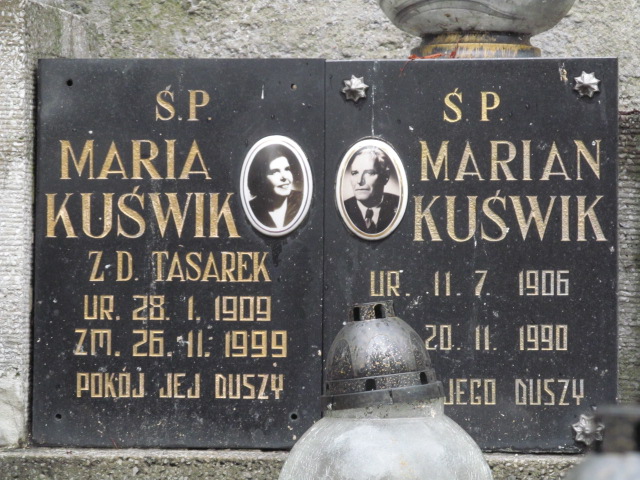 Ś.P.
MARIA
KUŚWIK
Z D. TASAREK
UR. 28. 1. 1909
ZM. 26. 11. 1999
POKÓJ JEJ DUSZY
Ś P.
MARIAN
KUŚWIK
UR. 11. 7. 1906
20. 11. 1990
JEGO DUSZY